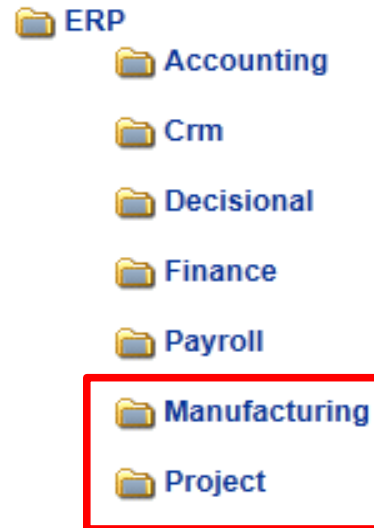 ERP
Accounting
Crm
Decisional
Finance
Payroll
Manufacturing
Project